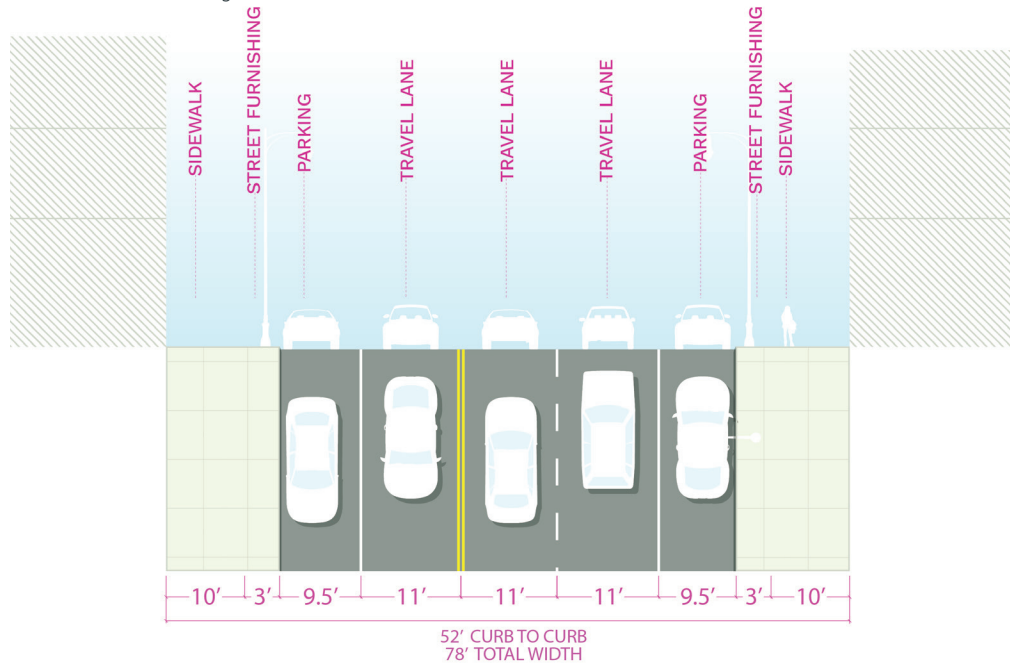 SIDEWALK
STREET FURNISHING
PARKING
TRAVEL LANE
TRAVEL LANE
TRAVEL LANE
PARKING
STREET FURNISHING
SIDEWALK
10' 3' 9.5' 11' 11' 11' 9.5' 3' 10'
52' CURB TO CURB
78' TOTAL WIDTH